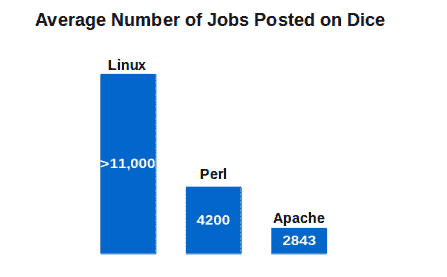 Average Number of Jobs Posted on Dice
Linux
>11,000
Perl
4200
Apache
2843